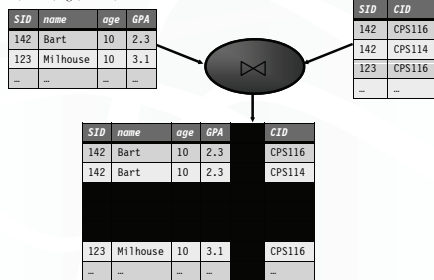 SID name age GPA
142 Bart 10 2.3
123 Milhouse 10 3.1
… … … …
SID CID
142 CPS116
142 CPS114
123 CPS116
… …
SID name age GPA CID
142 Bart 10 2.3 CPS116
142 Bart 10 2.3 CPS114
123 Milhouse 10 3.1 CPS116
… … … … …